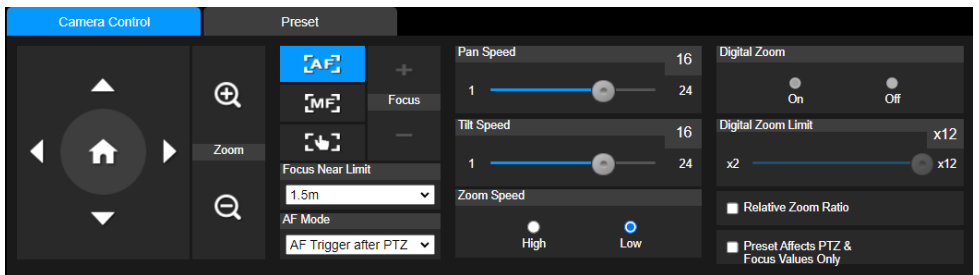 Camera Control
Preset
Zoom
AF
MF
Focus
Focus Near Limit
1.5m
AF Mode
AF Trigger after PTZ
Pan Speed
16
1
24
Tilt Speed
16
1
24
Zoom Speed
High
Low
Digital Zoom
On
Off
Digital Zoom Limit
x12
x2
x12
Relative Zoom Ratio
Preset Affects PTZ &
Focus Values Only